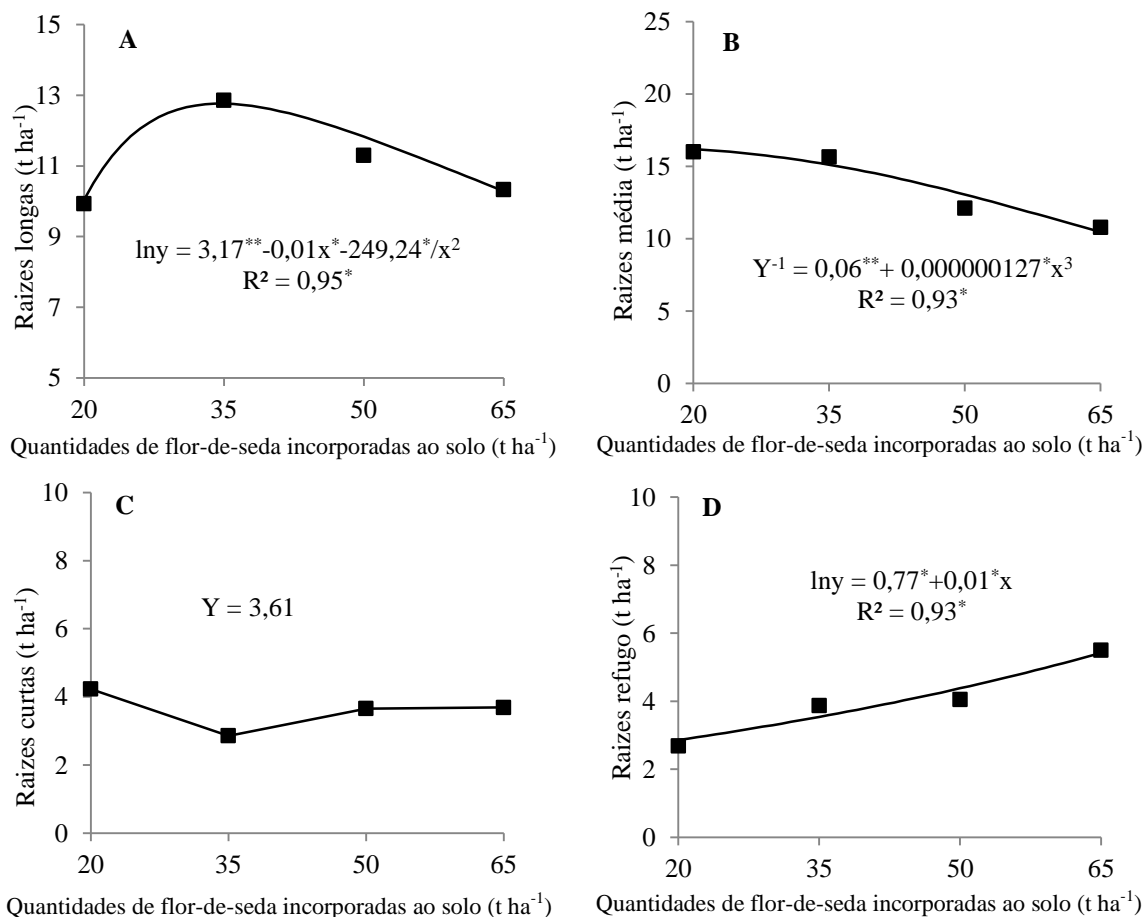 A
Raizes longas (t ha-1)
13
11
9
7
5
lny = 3,17**-0,01x*-249,24*/x2
R² = 0,95*
20 35 50 65
Quantidades de flor-de-seda incorporadas ao solo (t ha-1)
B
Raizes média (t ha-1)
25
20
15
10
5
0
Y-1 = 0,06**+ 0,000000127*x3
R² = 0,93*
20 35 50 65
Quantidades de flor-de-seda incorporadas ao solo (t ha-1)
C
Raizes curtas (t ha-1)
10
8
6
4
2
0
Y = 3,61
20 35 50 65
Quantidades de flor-de-seda incorporadas ao solo (t ha-1)
D
Raizes refugo (t ha-1)
10
8
6
4
2
0
lny = 0,77*+0,01*x
R² = 0,93*
20 35 50 65
Quantidades de flor-de-seda incorporadas ao solo (t ha-1)
15